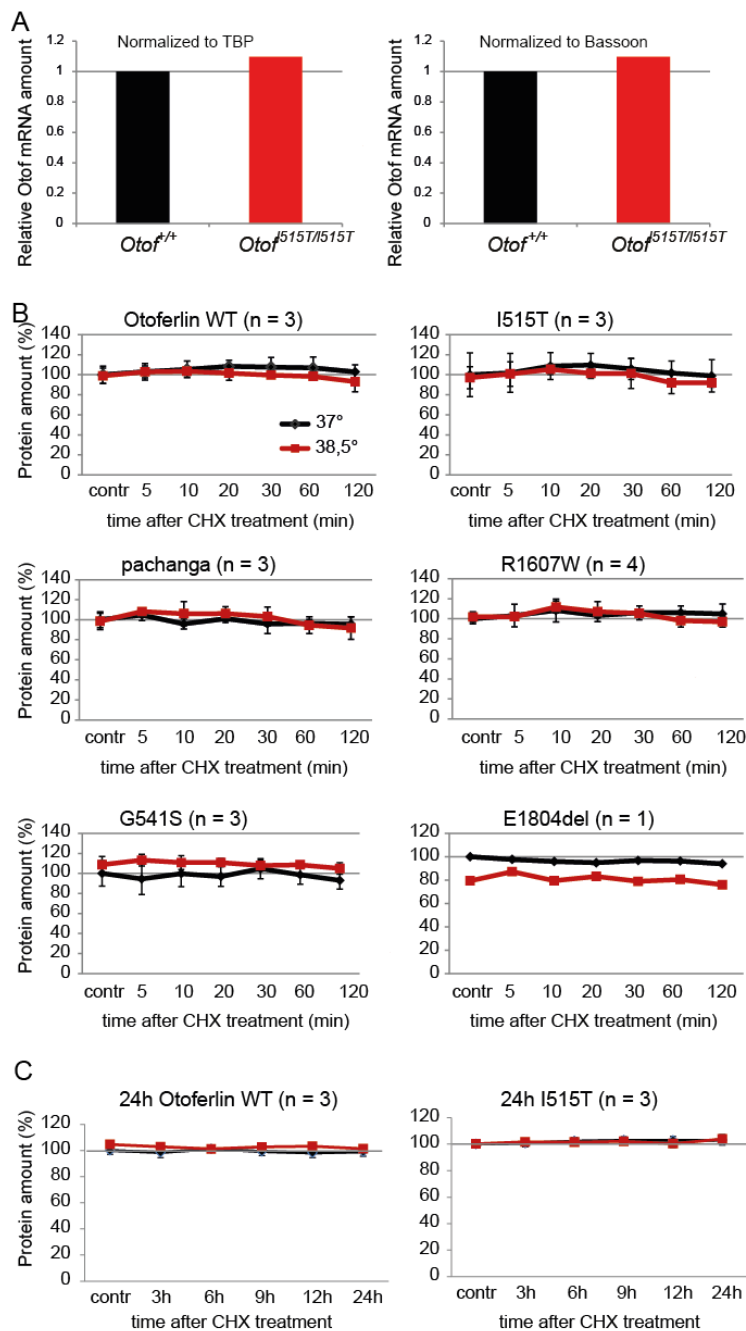 A
Normalized to TBP
Relative Otof mRNA amount
1.2
1
0.8
0.6
0.4
0.2
0
Otof+/+
Otof I515T/I515T
Normalized to Bassoon
Relative Otof mRNA amount
1.2
1
0.8
0.6
0.4
0.2
0
Otof+/+
Otof I515T/I515T
B
Otoferlin WT (n = 3)
Protein amount (%)
140
120
100
80
60
40
20
0
37°
38,5°
contr 5 10 20 30 60 120
time after CHX treatment (min)
I515T (n = 3)
140
120
100
80
60
40
20
0
contr 5 10 20 30 60 120
time after CHX treatment (min)
pachanga (n = 3)
Protein amount (%)
140
120
100
80
60
40
20
0
contr 5 10 20 30 60 120
time after CHX treatment (min)
R1607W (n = 4)
140
120
100
80
60
40
20
0
contr 5 10 20 30 60 120
time after CHX treatment (min)
G541S (n = 3)
Protein amount (%)
140
120
100
80
60
40
20
0
contr 5 10 20 30 60 120
time after CHX treatment (min)
E1804del (n = 1)
120
100
80
60
40
20
0
contr 5 10 20 30 60 120
time after CHX treatment (min)
C
24h Otoferlin WT (n = 3)
Protein amount (%)
120
100
80
60
40
20
0
contr 3h 6h 9h 12h 24h
time after CHX treatment
24h I515T (n = 3)
120
100
80
60
40
20
0
contr 3h 6h 9h 12h 24h
time after CHX treatment